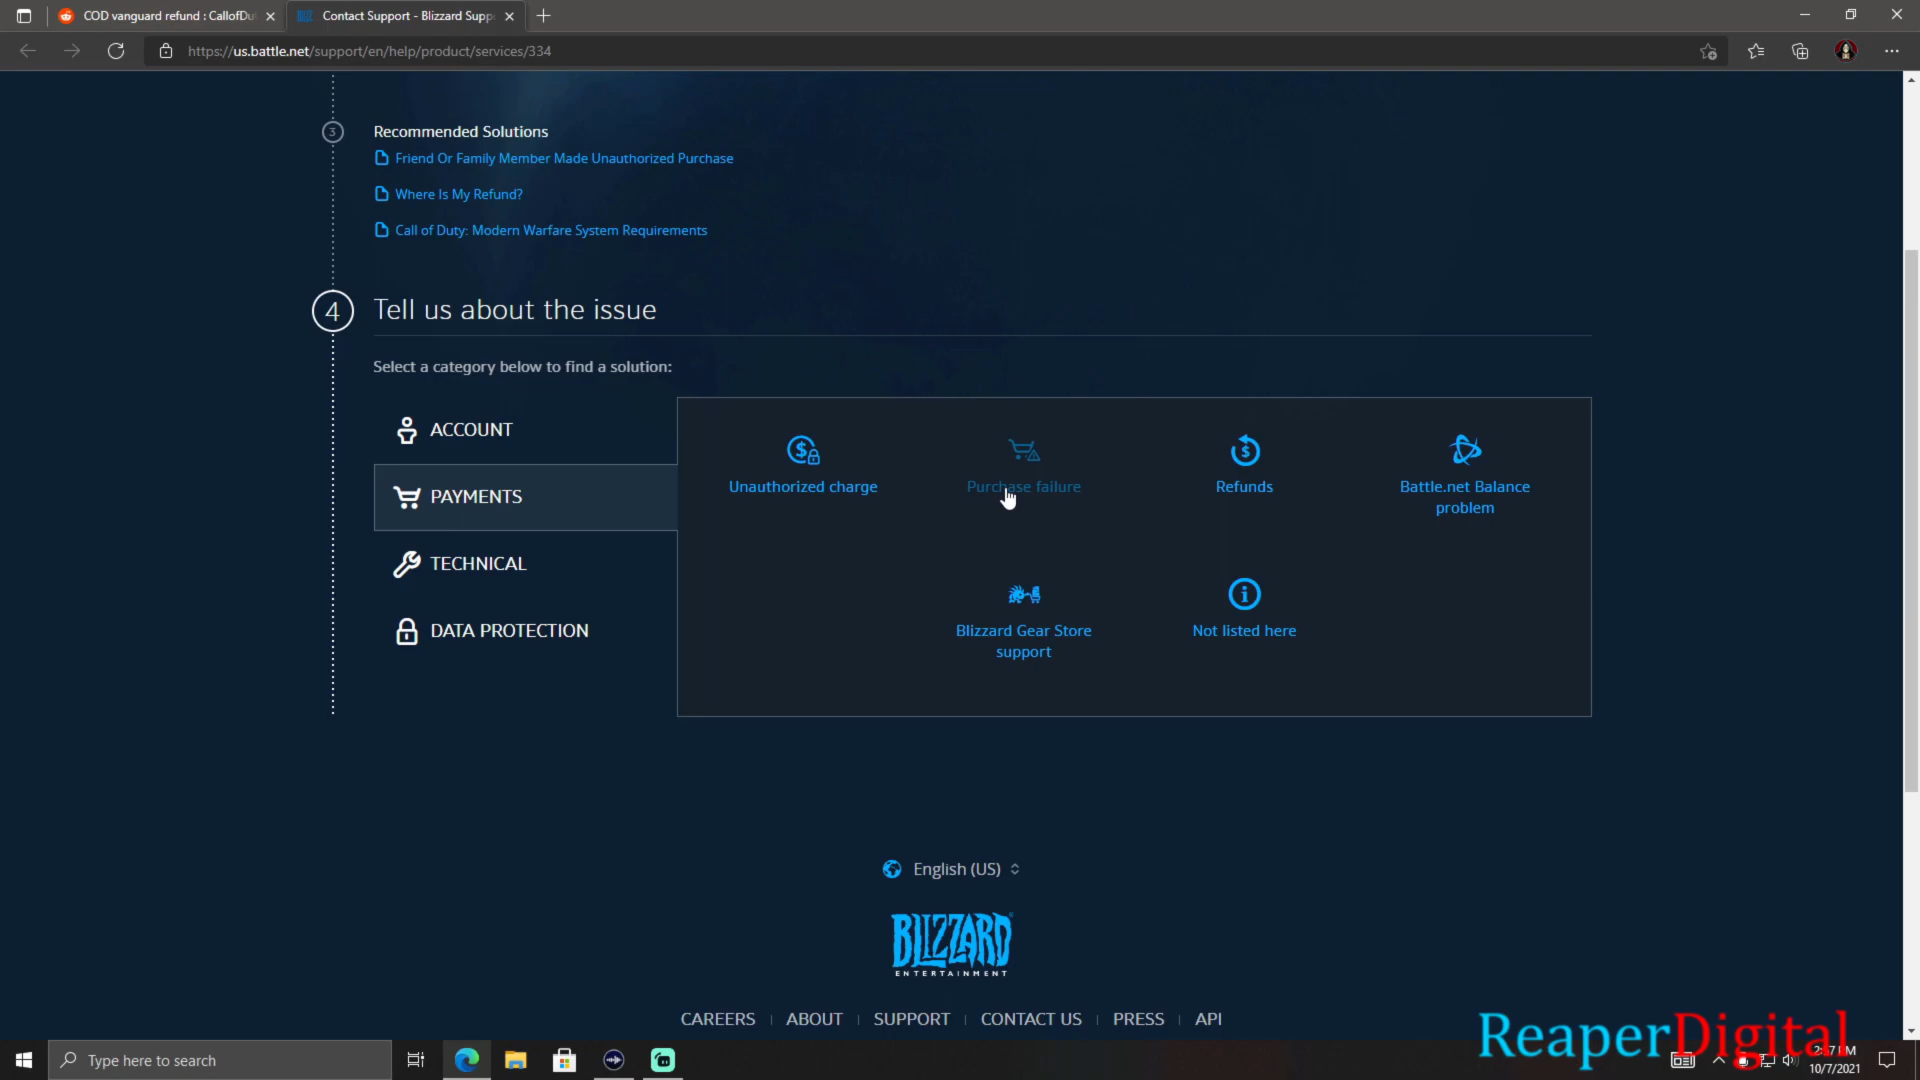 COD vanguard refund : CallofDu
Contact Support - Blizzard Supp
https://us.battle.net/support/en/help/product/services/334
3
Recommended Solutions
Friend Or Family Member Made Unauthorized Purchase
Where Is My Refund?
Call of Duty: Modern Warfare System Requirements
4
Tell us about the issue
Select a category below to find a solution:
ACCOUNT
PAYMENTS
TECHNICAL
DATA PROTECTION
Unauthorized charge
Purchase failure
Refunds
Battle.net Balance
problem
Blizzard Gear Store
support
Not listed here
English (US)
BLIZZARD
ENTERTAINMENT
CAREERS | ABOUT | SUPPORT | CONTACT US | PRESS | API
ReaperDigital
Type here to search
PM
10/7/2021